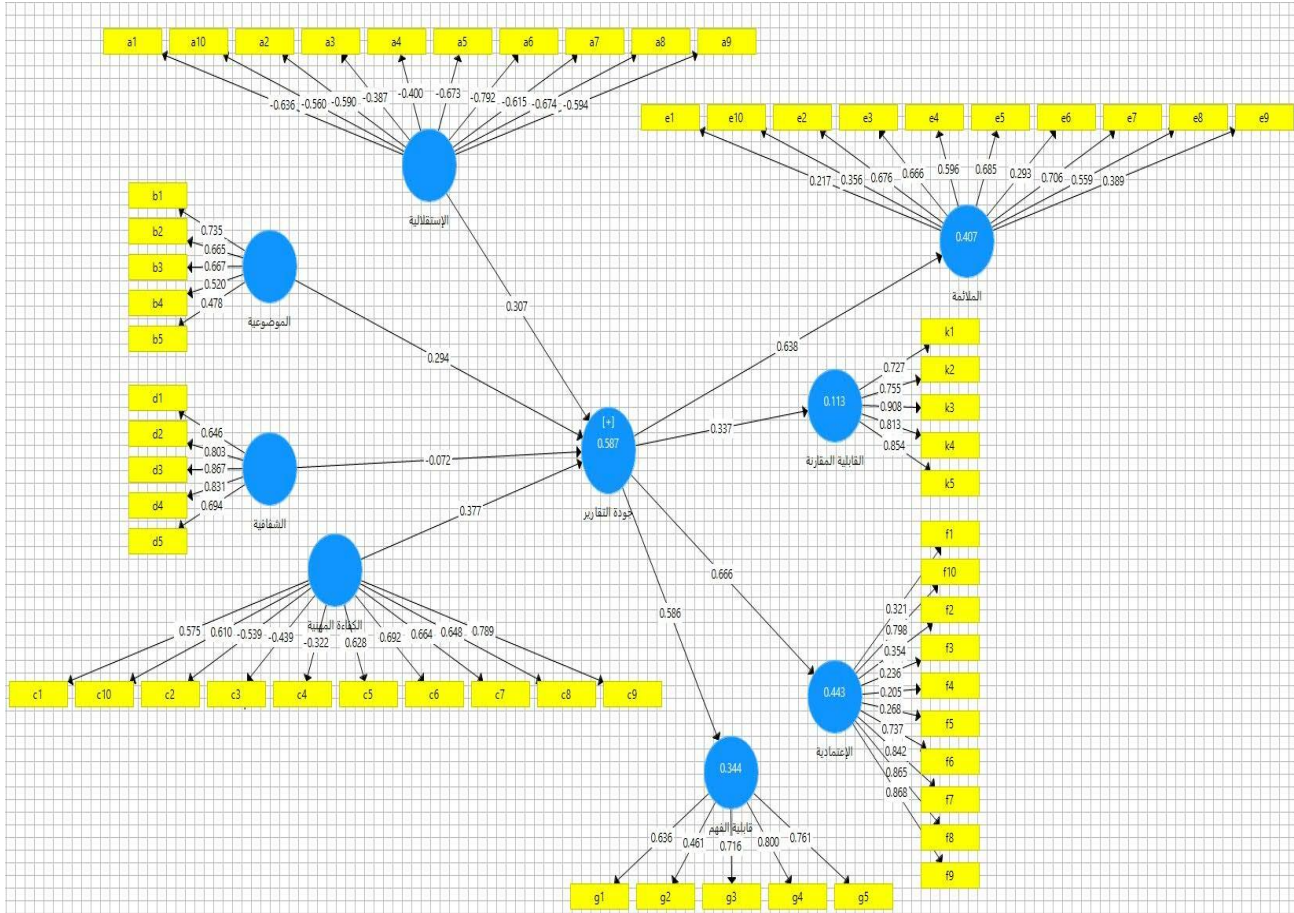 a1 a10 a2 a3 a4 a5 a6 a7 a8 a9
-0.636 -0.560 -0.590 -0.387 -0.400 -0.673 -0.792 -0.615 -0.674 -0.594
الإستقلالية
e1 e10 e2 e3 e4 e5 e6 e7 e8 e9
0.217 0.356 0.676 0.666 0.596 0.685 0.293 0.706 0.559 0.389
0.407
الملائمة
b1
b2
b3
b4
b5
0.735
0.665
0.667
0.520
0.478
الموضوعية
0.307
0.294
d1
d2
d3
d4
d5
0.646
0.803
0.867
0.831
0.694
الشفافية
-0.072
0.377
[+]
0.587
جودة التقارير
0.638
0.337
0.666
0.586
k1
k2
k3
k4
k5
0.727
0.755
0.908
0.813
0.854
0.113
القابلية المقارنة
الكفاءة المهنية
0.575 0.610 -0.539 -0.439 -0.322 0.628 0.692 0.664 0.648 0.789
c1 c10 c2 c3 c4 c5 c6 c7 c8 c9
f1
f10
f2
f3
f4
f5
f6
f7
f8
f9
0.321
0.798
0.354
0.236
0.205
0.268
0.737
0.842
0.865
0.868
0.443
الإعتمادية
0.344
قابلية الفهم
0.636 0.461 0.716 0.800 0.761
g1 g2 g3 g4 g5